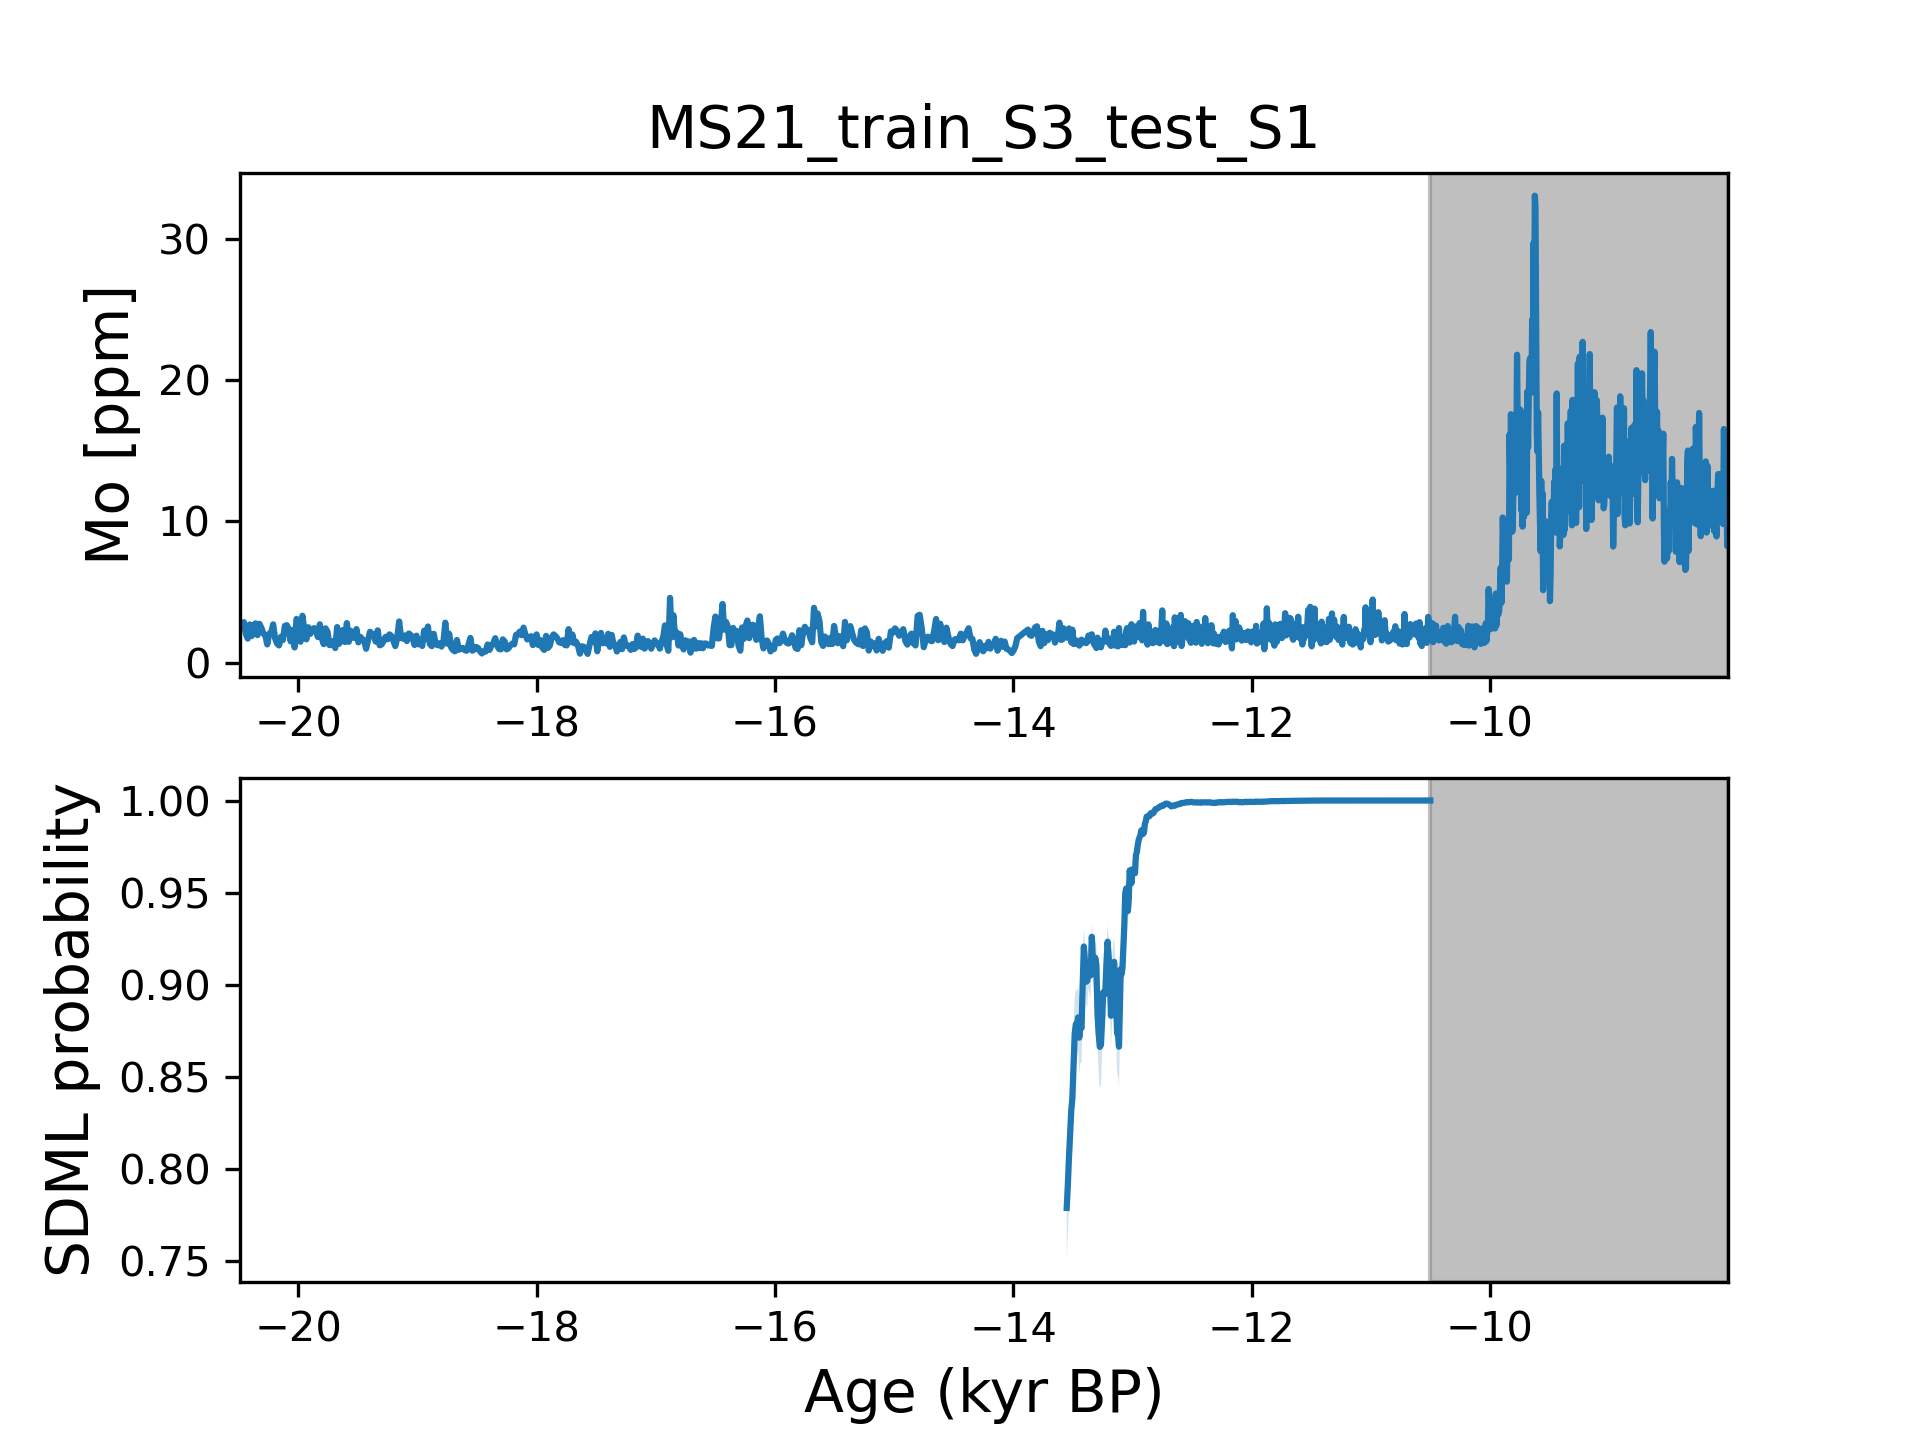 MS21_train_S3_test_S1
Mo [ppm]
30
20
10
0
−20 −18 −16 −14 −12 −10
SDML probability
1.00
0.95
0.90
0.85
0.80
0.75
−20 −18 −16 −14 −12 −10
Age (kyr BP)